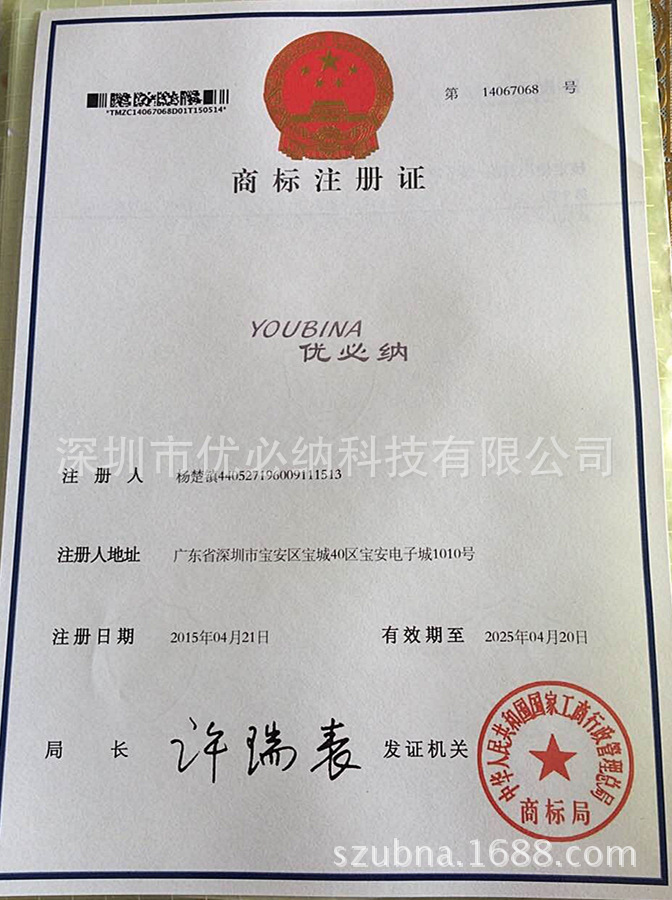 第 14067068 号
*TMZC14067068D01T150514*
商标注册证
YOUBINA
优必纳
深圳市优必纳科技有限公司
注册人 杨楚滇440527196009111513
注册人地址 广东省深圳市宝安区宝城40区宝安电子城1010号
注册日期 2015年04月21日 有效期至 2025年04月20日
局长 许瑞表 发证机关
中华人民共和国国家工商行政管理总局
商标局
szubna.1688.com